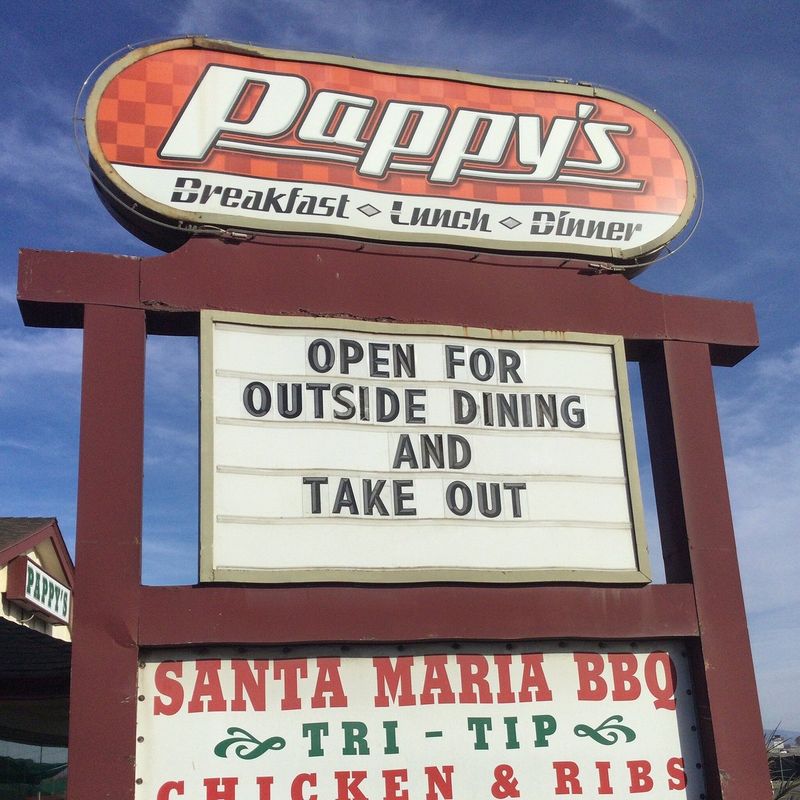 Pappy's
Breakfast ◇ Lunch ◇ Dinner
OPEN FOR
OUTSIDE DINING
AND
TAKE OUT
PAPPY'S
SANTA MARIA BBQ
TRI-TIP
CHICKEN & RIBS